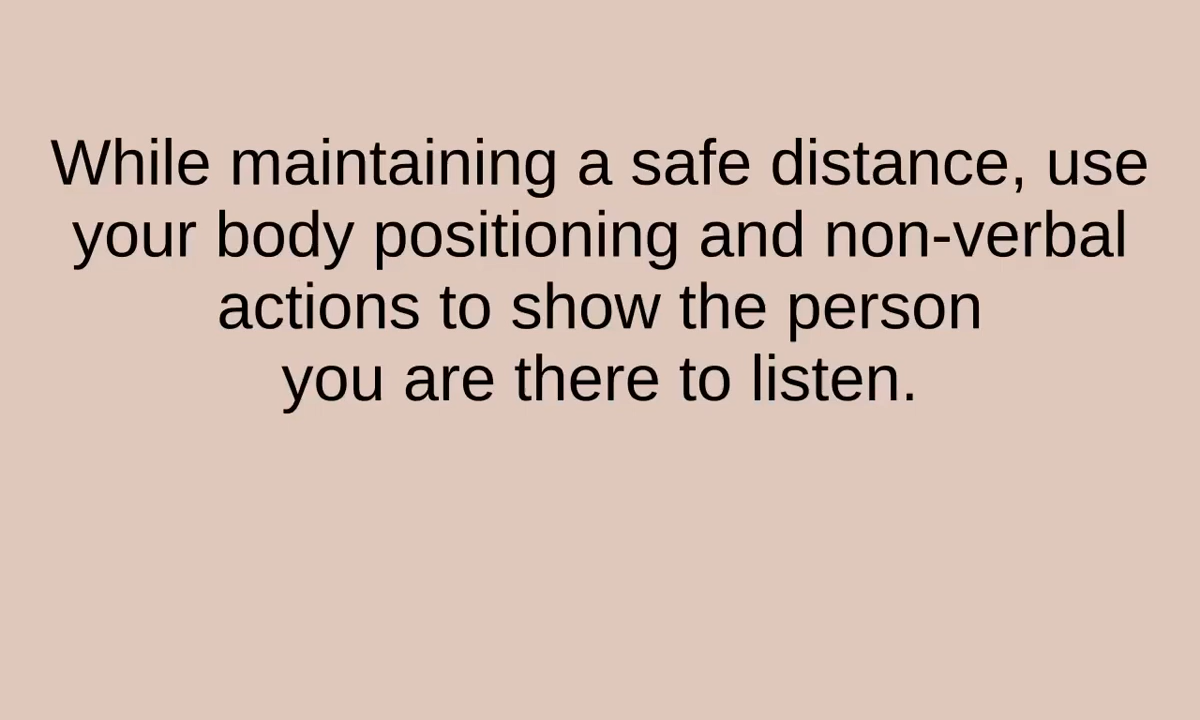 While maintaining a safe distance, use
your body positioning and non-verbal
actions to show the person
you are there to listen.